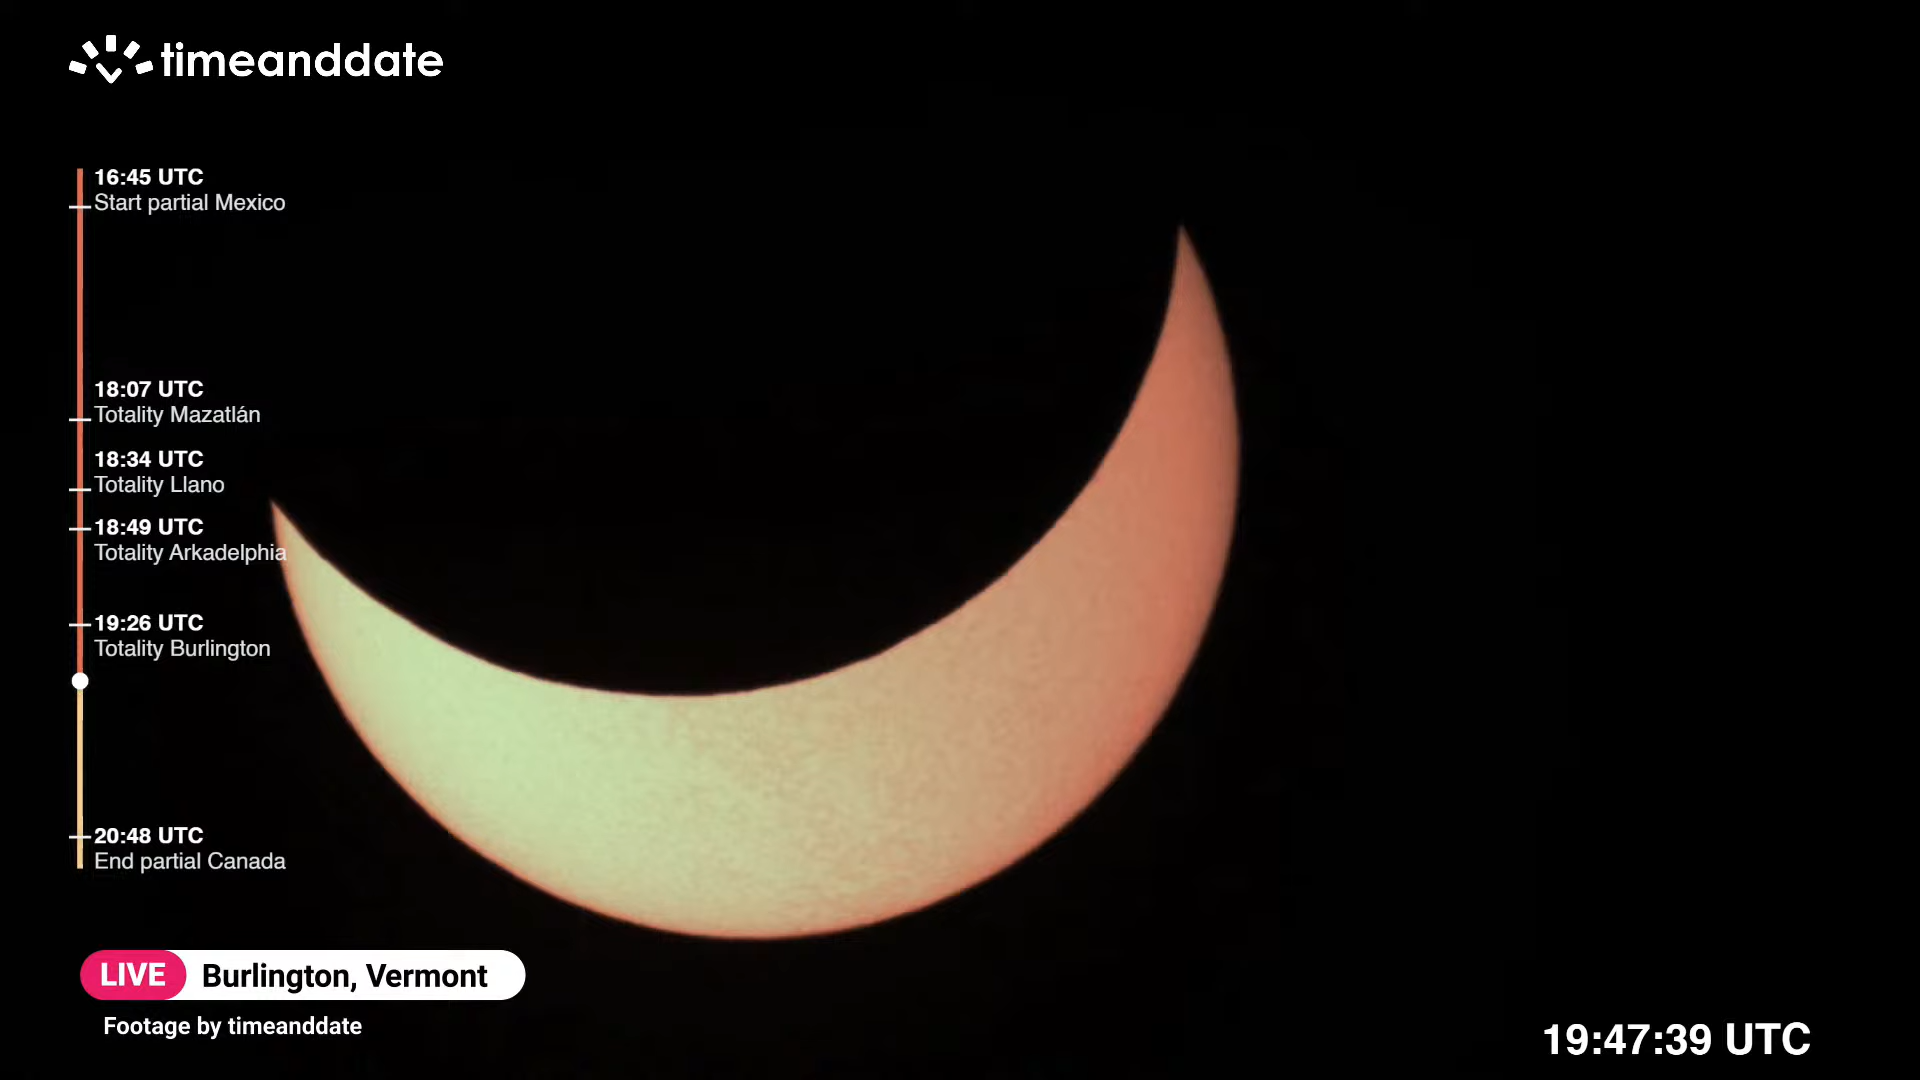 timeanddate
16:45 UTC
Start partial Mexico
18:07 UTC
Totality Mazatlán
18:34 UTC
Totality Llano
18:49 UTC
Totality Arkadelphia
19:26 UTC
Totality Burlington
20:48 UTC
End partial Canada
LIVE Burlington, Vermont
Footage by timeanddate
19:47:39 UTC